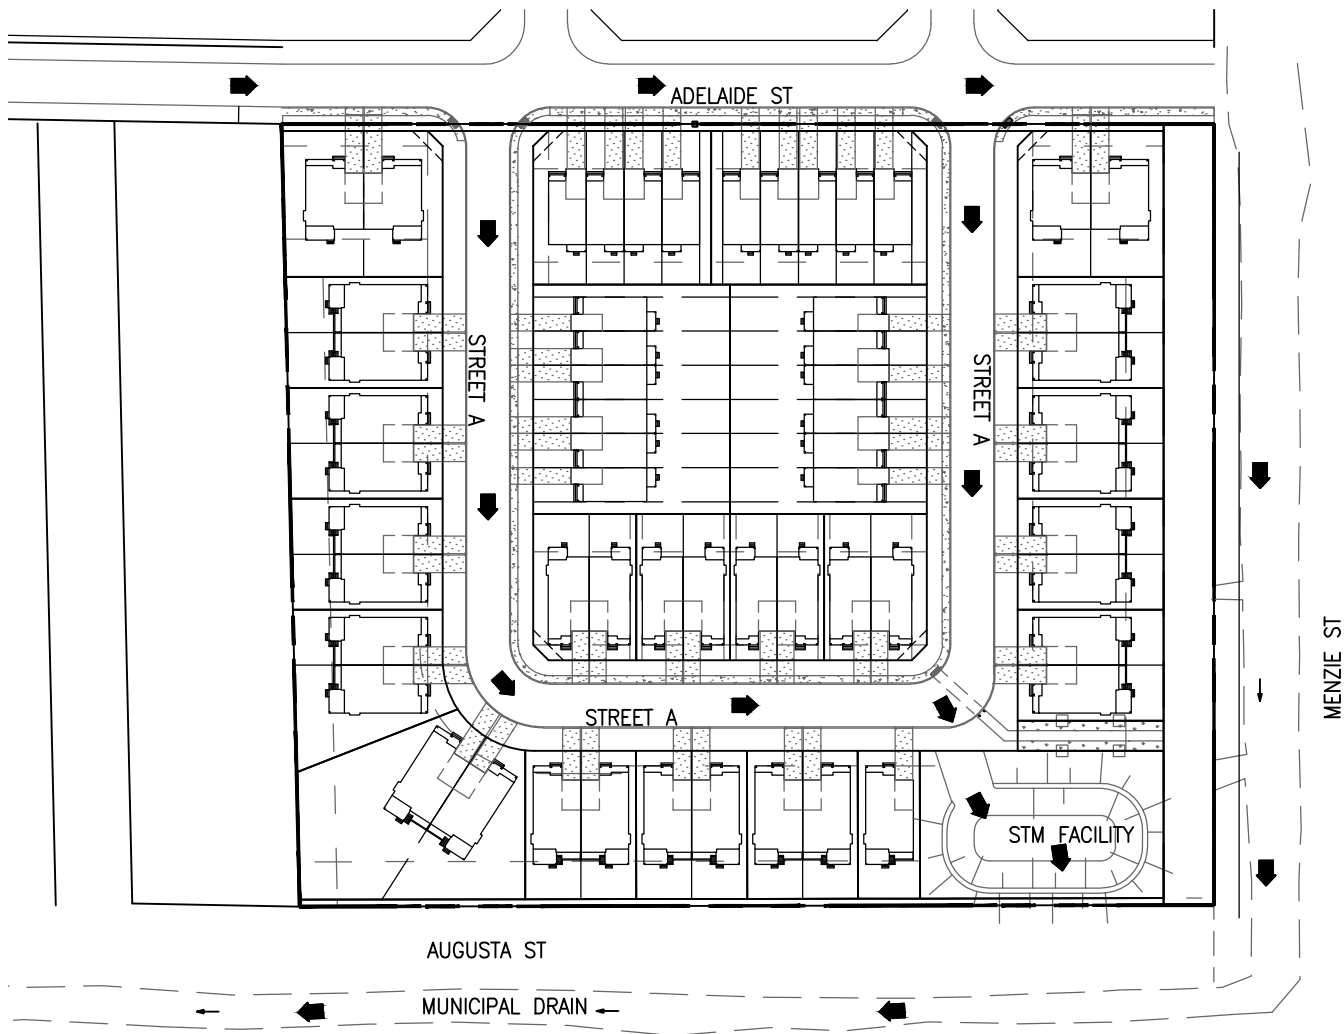 ADELAIDE ST
STREET A
STREET A
MENZIE ST
STREET A
STM FACILITY
AUGUSTA ST
MUNICIPAL DRAIN